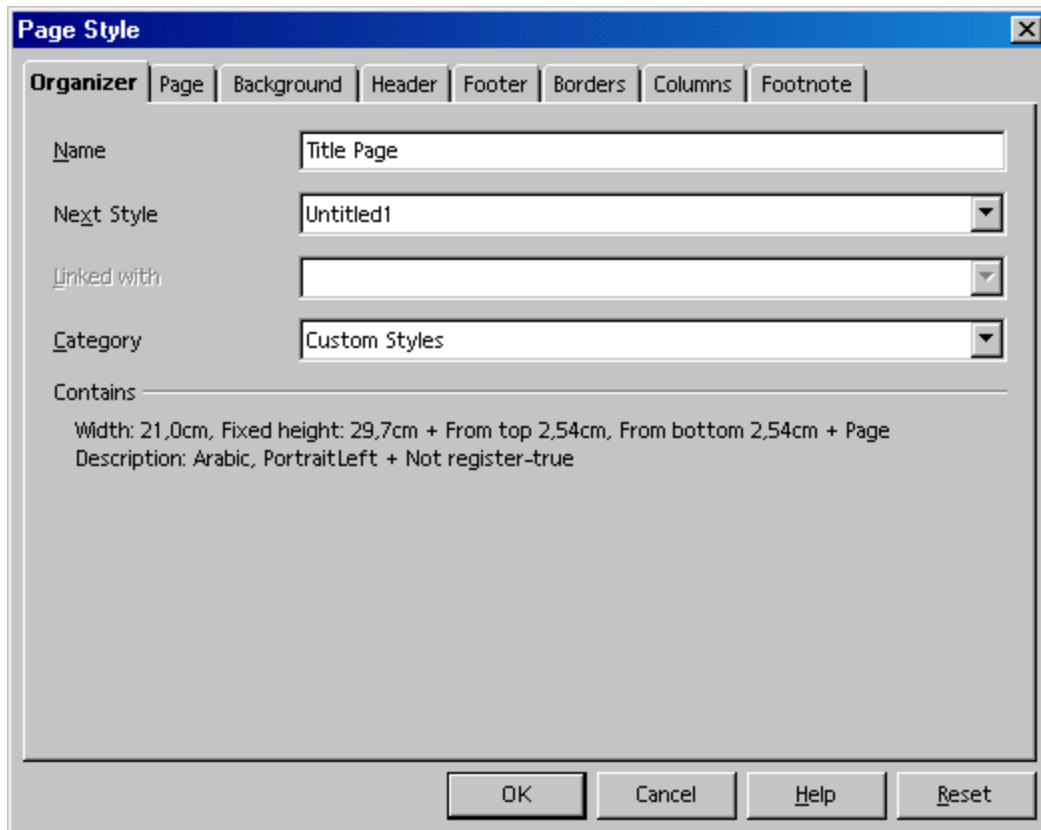 Page Style
Organizer Page Background Header Footer Borders Columns Footnote
Name Title Page
Next Style Untitled1
Linked with
Category Custom Styles
Contains
Width: 21,0cm, Fixed height: 29,7cm + From top 2,54cm, From bottom 2,54cm + Page
Description: Arabic, PortraitLeft + Not register-true
OK Cancel Help Reset